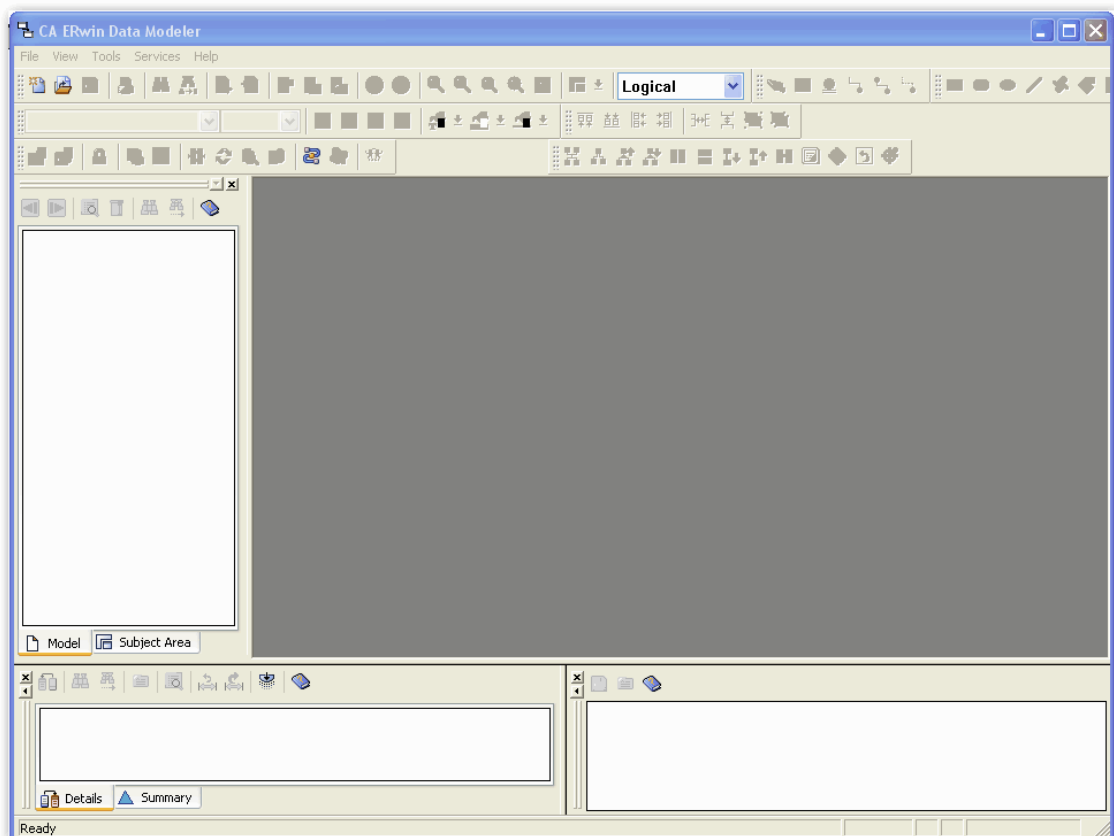 CA ERwin Data Modeler
File View Tools Services Help
Logical
Model Subject Area
Details Summary
Ready